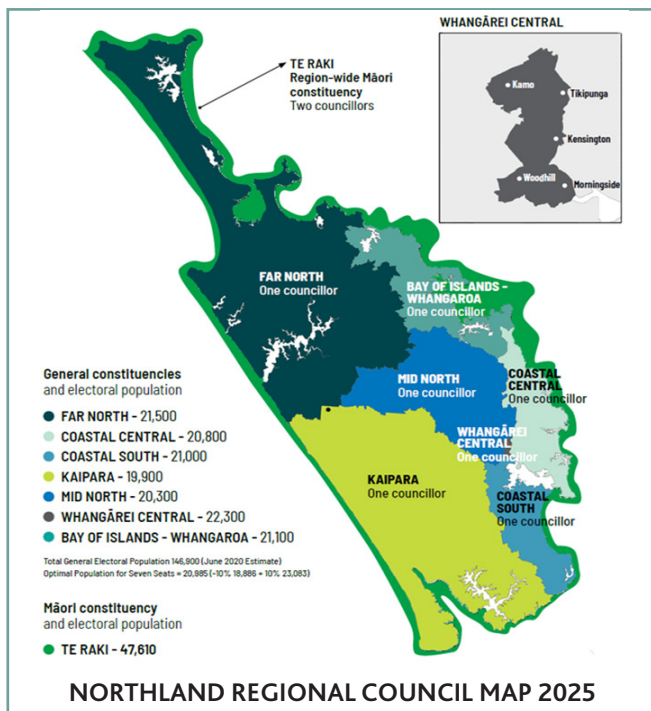 WHANGĀREI CENTRAL
Kamo
Tikipunga
Kensington
Woodhill
Morningside
TE RAKI
Region-wide Māori
constituency
Two councillors
FAR NORTH
One councillor
BAY OF ISLANDS -
WHANGAROA
One councillor
MID NORTH
One councillor
COASTAL
CENTRAL
One councillor
WHANGĀREI
CENTRAL
One councillor
KAIPARA
One councillor
COASTAL
SOUTH
One councillor
General constituencies
and electoral population
FAR NORTH - 21,500
COASTAL CENTRAL - 20,800
COASTAL SOUTH - 21,000
KAIPARA - 19,900
MID NORTH - 20,300
WHANGĀREI CENTRAL - 22,300
BAY OF ISLANDS - WHANGAROA - 21,100
Total General Electoral Population 146,900 (June 2020 Estimate)
Optimal Population for Seven Seats = 20,985 (-10% 18,886 + 10% 23,083)
Māori constituency
and electoral population
TE RAKI - 47,610
NORTHLAND REGIONAL COUNCIL MAP 2025